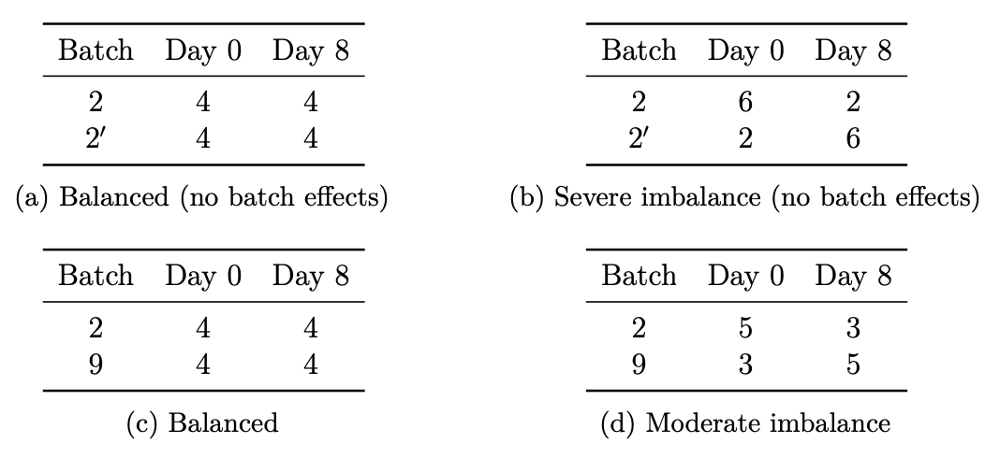 Batch Day 0 Day 8
2 4 4
2′ 4 4
(a) Balanced (no batch effects)
Batch Day 0 Day 8
2 6 2
2′ 2 6
(b) Severe imbalance (no batch effects)
Batch Day 0 Day 8
2 4 4
9 4 4
(c) Balanced
Batch Day 0 Day 8
2 5 3
9 3 5
(d) Moderate imbalance